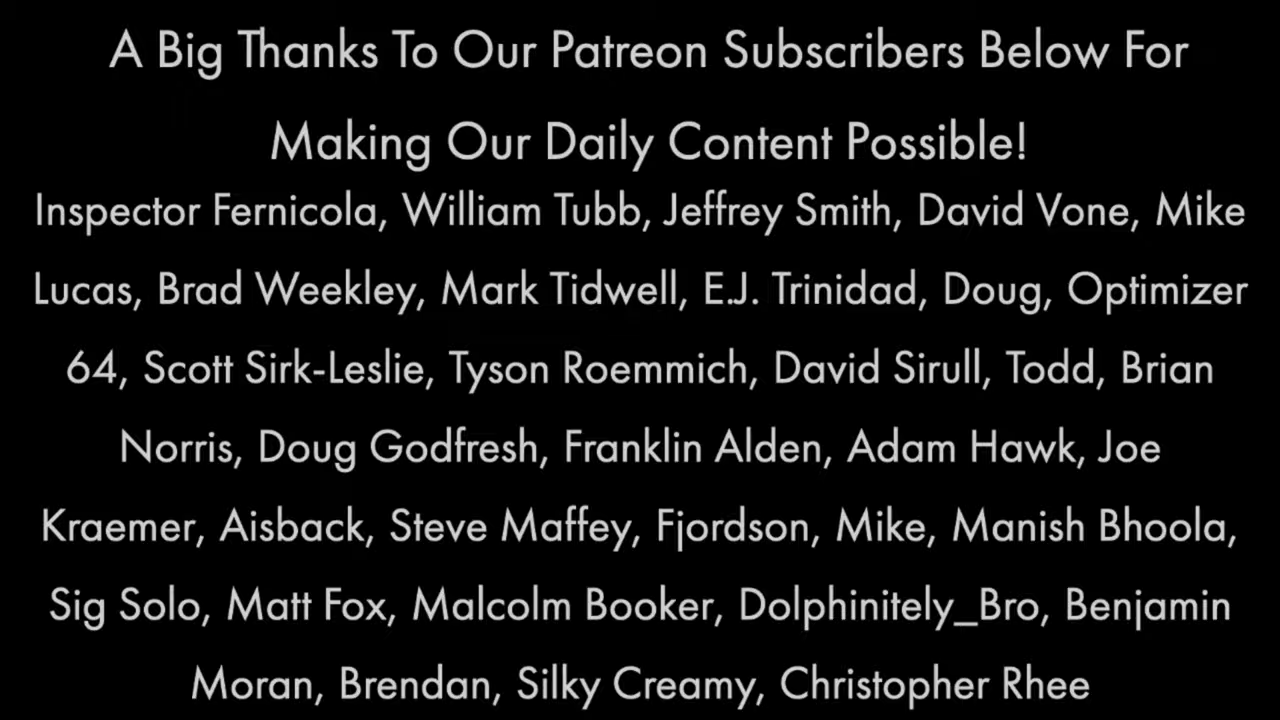 A Big Thanks To Our Patreon Subscribers Below For
Making Our Daily Content Possible!
Inspector Fernicola, William Tubb, Jeffrey Smith, David Vone, Mike
Lucas, Brad Weekley, Mark Tidwell, E.J. Trinidad, Doug, Optimizer
64, Scott Sirk-Leslie, Tyson Roemmich, David Sirull, Todd, Brian
Norris, Doug Godfresh, Franklin Alden, Adam Hawk, Joe
Kraemer, Aisback, Steve Maffey, Fjordson, Mike, Manish Bhoola,
Sig Solo, Matt Fox, Malcolm Booker, Dolphinitely_Bro, Benjamin
Moran, Brendan, Silky Creamy, Christopher Rhee